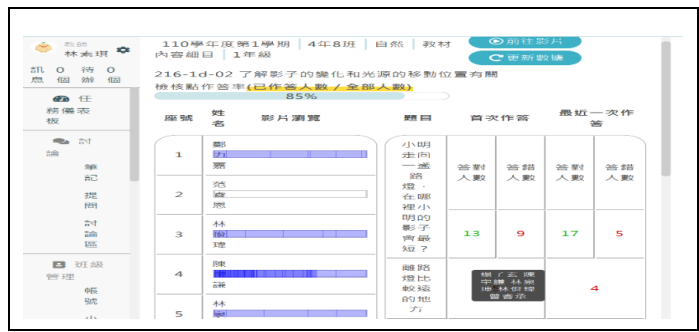 教師
林素琪
訊息 0個 待辦 0個
任務儀表板
討論
筆記
提問
討論區
班級管理
帳號
110學年度第1學期 | 4年8班 | 自然 | 教材內容細目 | 1年級
前往影片
更新數據
216-1d-02 了解影子的變化和光源的移動位置有關
檢核點作答率(已作答人數 / 全部人數)
85%
座號 姓名 影片瀏覽
1
2
3 林
4 陳
5 林
題目 首次作答 最近一次作答
小明走向一盞路燈,在哪裡小明的影子會最短?
答對人數 答錯人數 答對人數 答錯人數
13 9 17 5
離路燈比較遠的地方
4